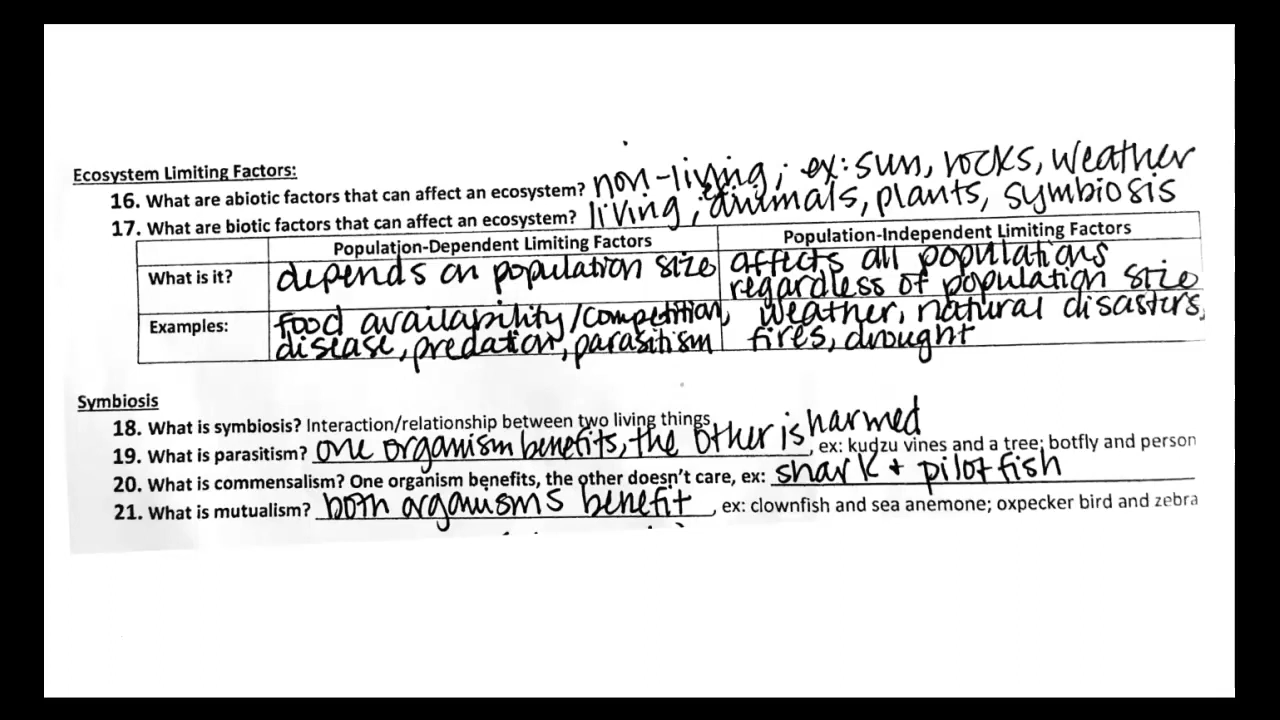 Ecosystem Limiting Factors:
16. What are abiotic factors that can affect an ecosystem? non-living; ex: sun, rocks, weather
17. What are biotic factors that can affect an ecosystem? living; animals, plants, symbiosis
Population-Dependent Limiting Factors Population-Independent Limiting Factors
What is it? depends on population size affects all populations
regardless of population size
Examples: food availability/competition, weather, natural disasters,
disease, predation, parasitism fires, drought
Symbiosis
18. What is symbiosis? Interaction/relationship between two living things
19. What is parasitism? one organism benefits, the other is harmed, ex: kudzu vines and a tree; botfly and person
20. What is commensalism? One organism benefits, the other doesn't care, ex: shark + pilot fish
21. What is mutualism? both organisms benefit, ex: clownfish and sea anemone; oxpecker bird and zebra